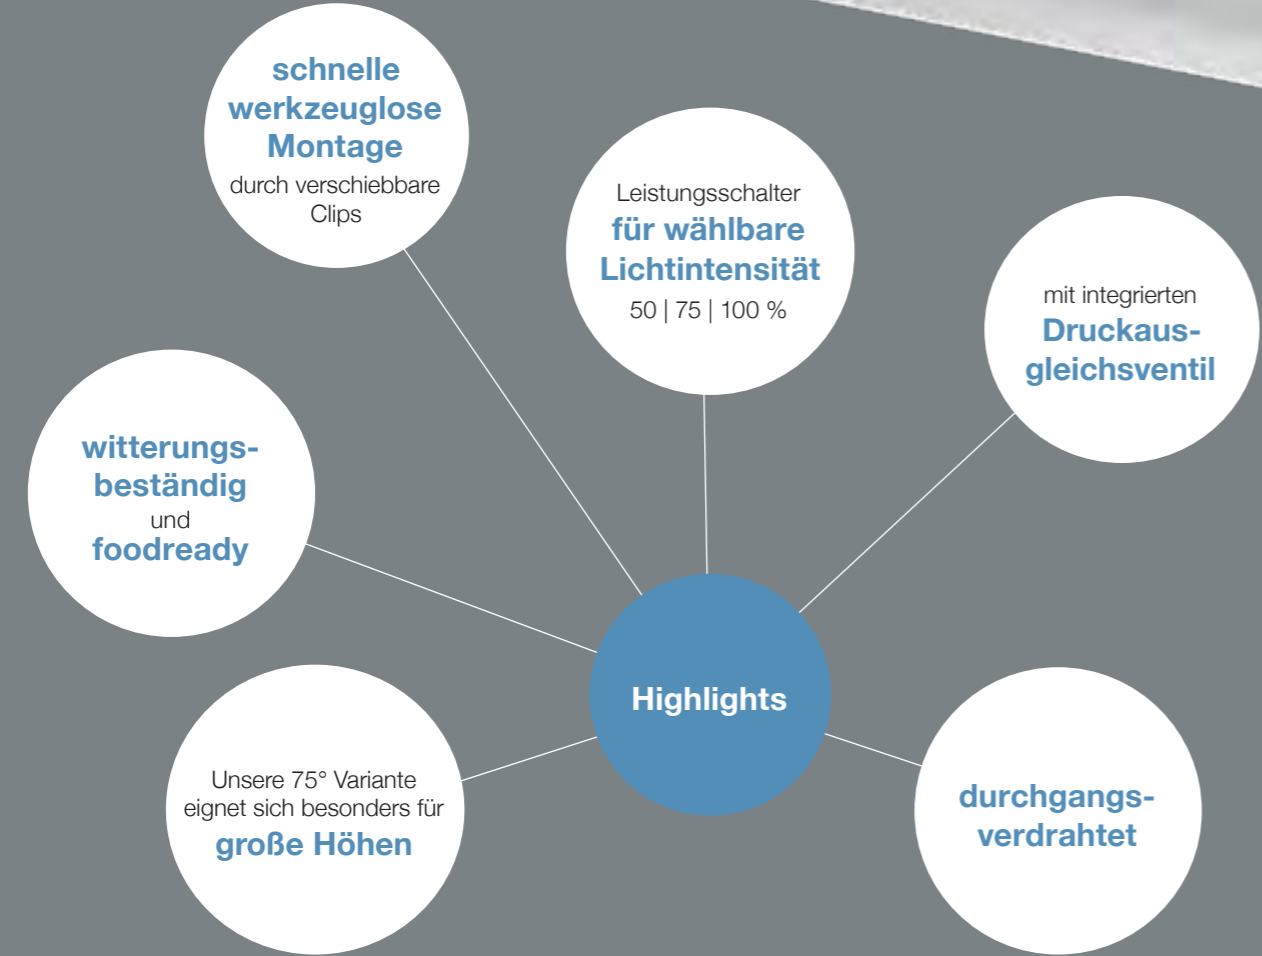 schnelle
werkzeuglose
Montage
durch verschiebbare
Clips
Leistungsschalter
für wählbare
Lichtintensität
50 | 75 | 100 %
mit integrierten
Druckaus-
gleichsventil
witterungs-
beständig
und
foodready
Highlights
Unsere 75° Variante
eignet sich besonders für
große Höhen
durchgangs-
verdrahtet